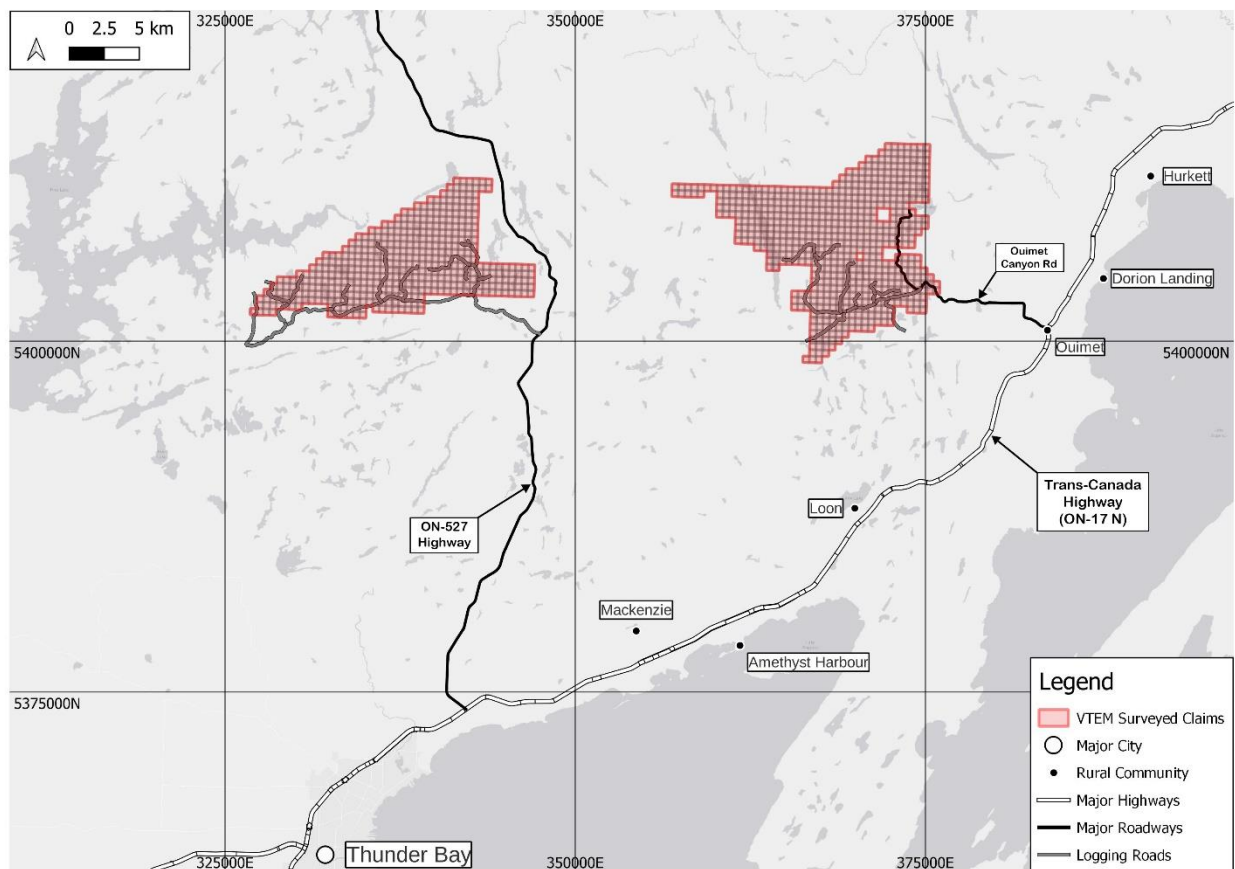 0 2.5 5 km
325000E
350000E
375000E
Hurkett
Ouimet
Canyon Rd
Dorion Landing
Ouimet
5400000N
5400000N
Trans-Canada
Highway
(ON-17 N)
Loon
ON-527
Highway
Mackenzie
Amethyst Harbour
5375000N
Thunder Bay
325000E
350000E
375000E
Legend
VTEM Surveyed Claims
Major City
Rural Community
Major Highways
Major Roadways
Logging Roads